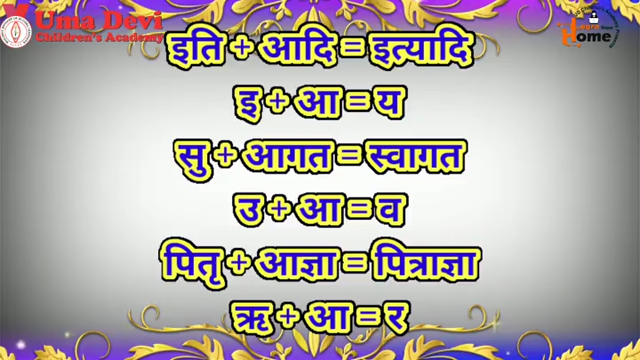 Uma Devi
Children's Academy
Home
इति + आदि = इत्यादि
इ + आ = य
सु + आगत = स्वागत
उ + आ = व
पितृ + आज्ञा = पित्राज्ञा
ऋ + आ = र